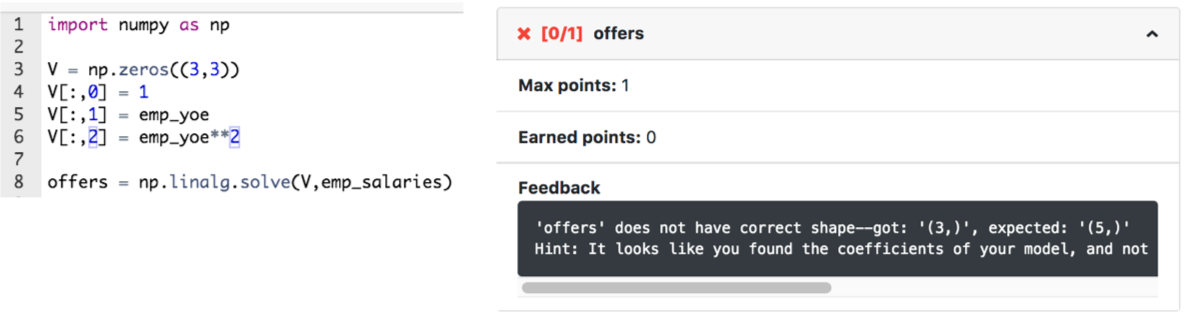 1 import numpy as np
2
3 V = np.zeros((3,3))
4 V[:,0] = 1
5 V[:,1] = emp_yoe
6 V[:,2] = emp_yoe**2
7
8 offers = np.linalg.solve(V,emp_salaries)
× [0/1] offers
Max points: 1
Earned points: 0
Feedback
'offers' does not have correct shape--got: '(3,)', expected: '(5,)'
Hint: It looks like you found the coefficients of your model, and not